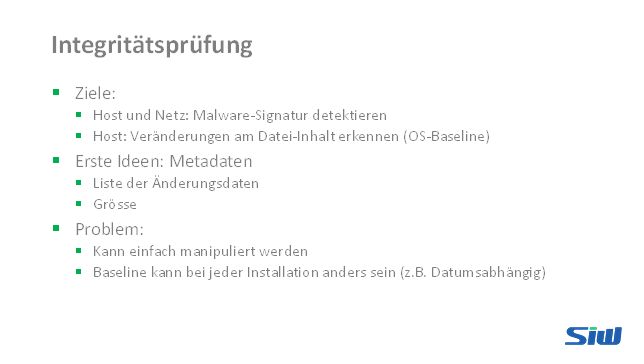 Integritätsprüfung
Ziele:
Host und Netz: Malware-Signatur detektieren
Host: Veränderungen am Datei-Inhalt erkennen (OS-Baseline)
Erste Ideen: Metadaten
Liste der Änderungsdaten
Grösse
Problem:
Kann einfach manipuliert werden
Baseline kann bei jeder Installation anders sein (z.B. Datumsabhängig)
SiW